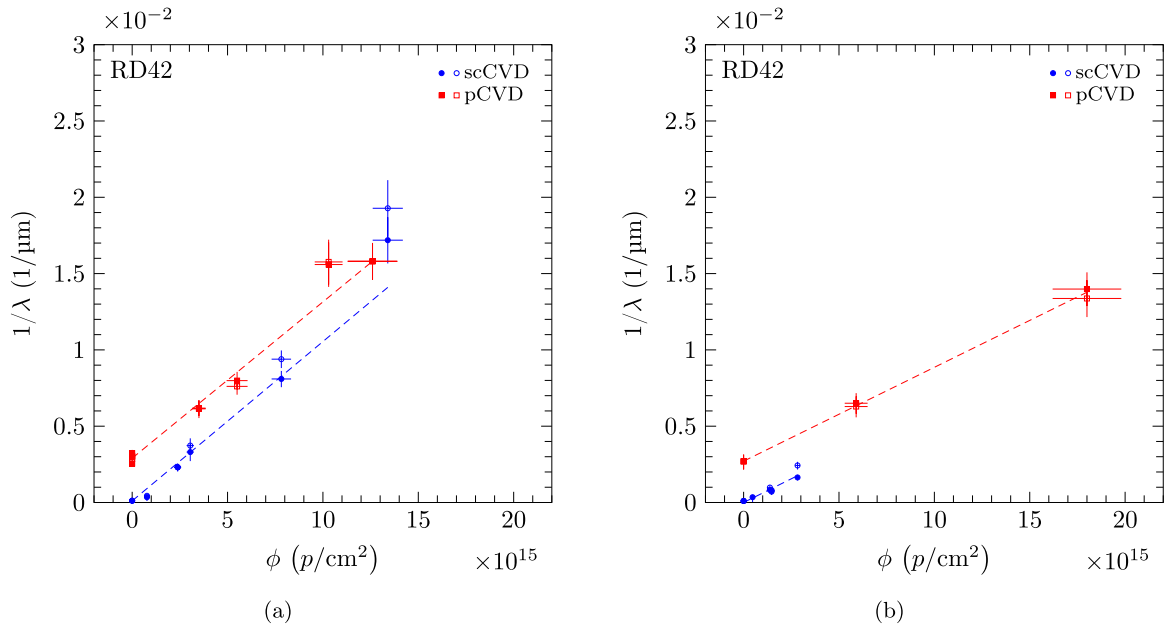 ×10⁻²
3
2.5
2
1.5
1
0.5
0
1/λ (1/µm)
RD42
scCVD
pCVD
0 5 10 15 20
ϕ (p/cm²)
×10¹⁵
(a)
×10⁻²
3
2.5
2
1.5
1
0.5
0
1/λ (1/µm)
RD42
scCVD
pCVD
0 5 10 15 20
ϕ (p/cm²)
×10¹⁵
(b)